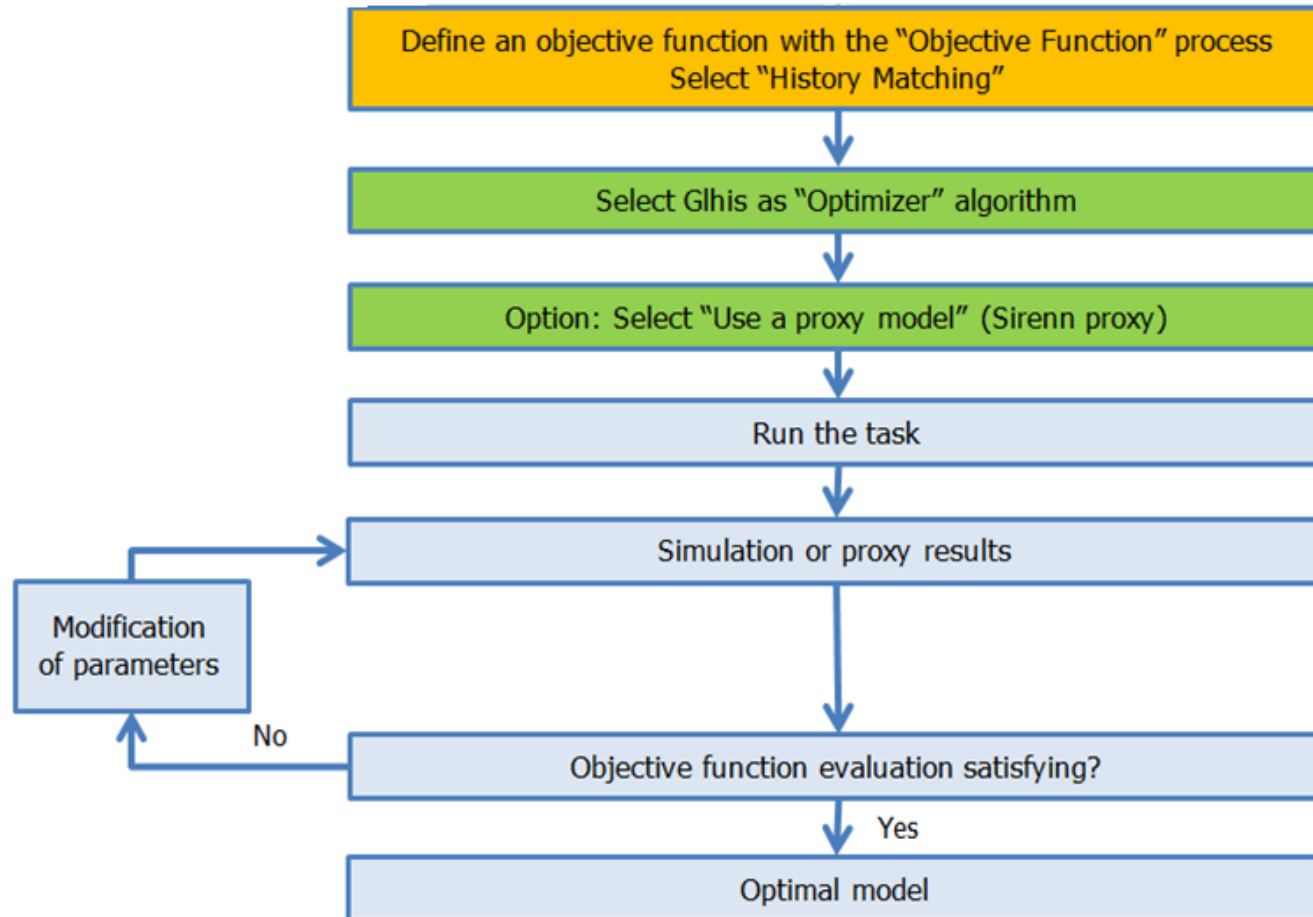 Define an objective function with the “Objective Function” process
Select “History Matching”
Select Glhis as “Optimizer” algorithm
Option: Select “Use a proxy model” (Sirenn proxy)
Run the task
Simulation or proxy results
Modification
of parameters
No
Objective function evaluation satisfying?
Yes
Optimal model